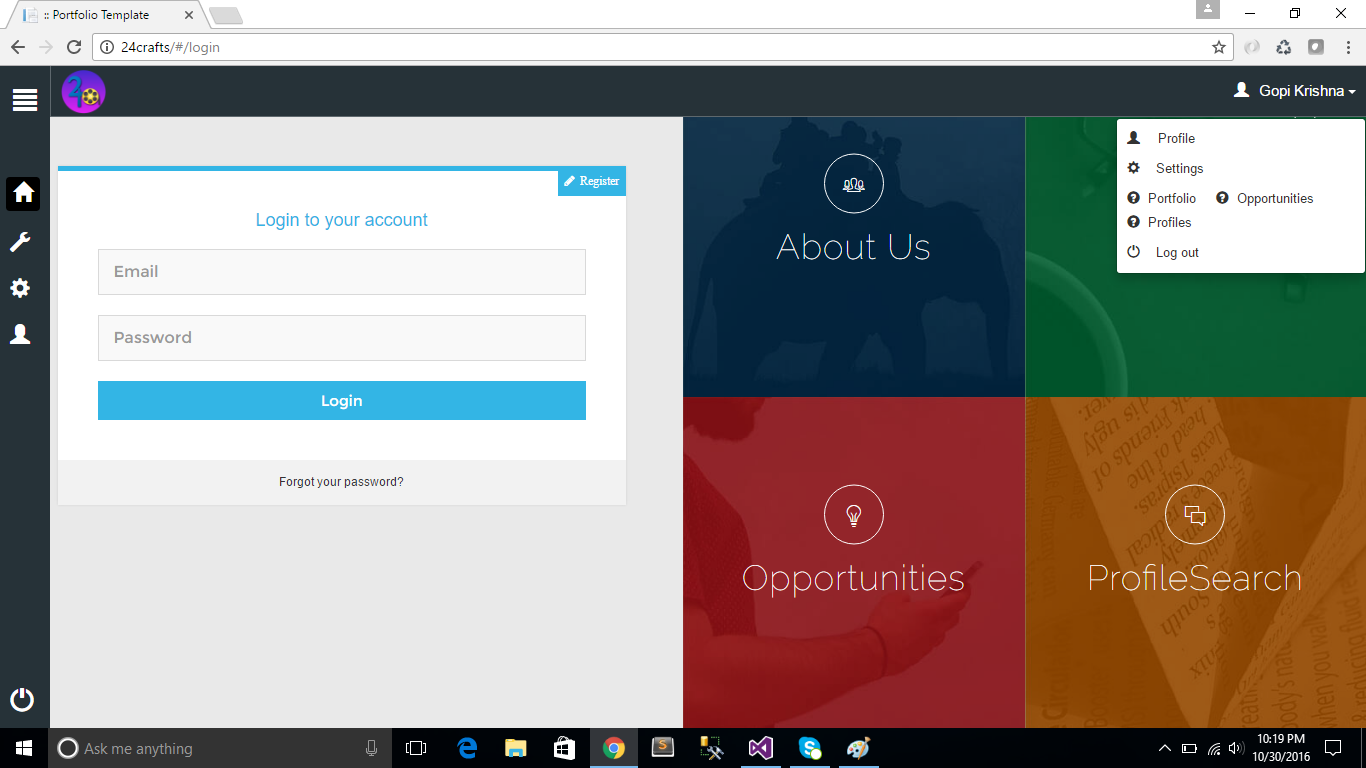 :: Portfolio Template
24crafts/#/login
Gopi Krishna
Profile
Settings
Portfolio Opportunities
Profiles
Log out
Register
Login to your account
Email
Password
Login
Forgot your password?
About Us
Opportunities
ProfileSearch
Ask me anything
10:19 PM
10/30/2016